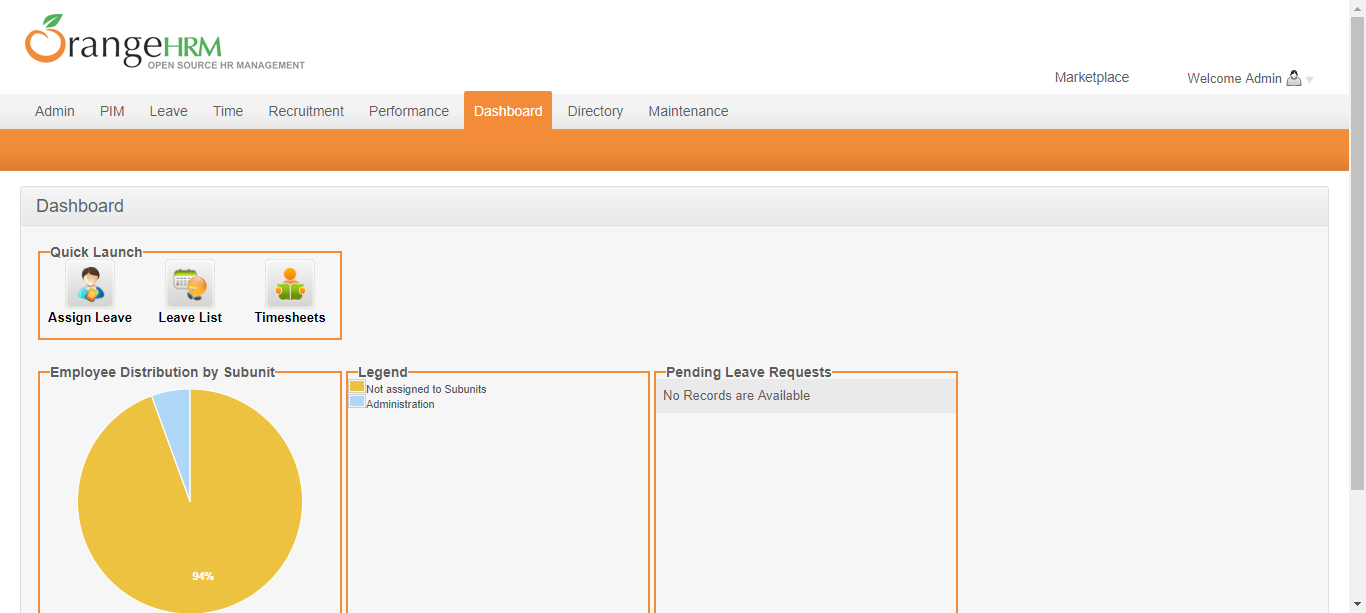 OrangeHRM
OPEN SOURCE HR MANAGEMENT
Marketplace Welcome Admin
Admin PIM Leave Time Recruitment Performance Dashboard Directory Maintenance
Dashboard
Quick Launch
Assign Leave Leave List Timesheets
Employee Distribution by Subunit
94%
Legend
Not assigned to Subunits
Administration
Pending Leave Requests
No Records are Available